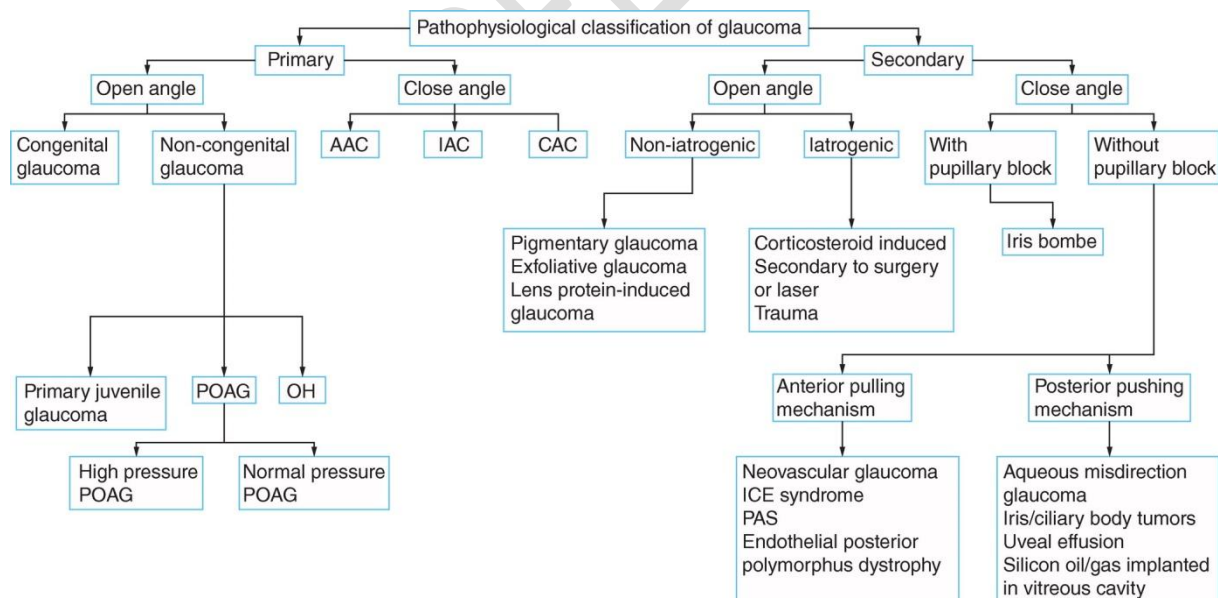 Pathophysiological classification of glaucoma
Primary
Secondary
Open angle
Close angle
Open angle
Close angle
Congenital
glaucoma
Non-congenital
glaucoma
AAC
IAC
CAC
Non-iatrogenic
Iatrogenic
With
pupillary block
Without
pupillary block
Pigmentary glaucoma
Exfoliative glaucoma
Lens protein-induced
glaucoma
Corticosteroid induced
Secondary to surgery
or laser
Trauma
Iris bombe
Primary juvenile
glaucoma
POAG
OH
Anterior pulling
mechanism
Posterior pushing
mechanism
High pressure
POAG
Normal pressure
POAG
Neovascular glaucoma
ICE syndrome
PAS
Endothelial posterior
polymorphus dystrophy
Aqueous misdirection
glaucoma
Iris/ciliary body tumors
Uveal effusion
Silicon oil/gas implanted
in vitreous cavity